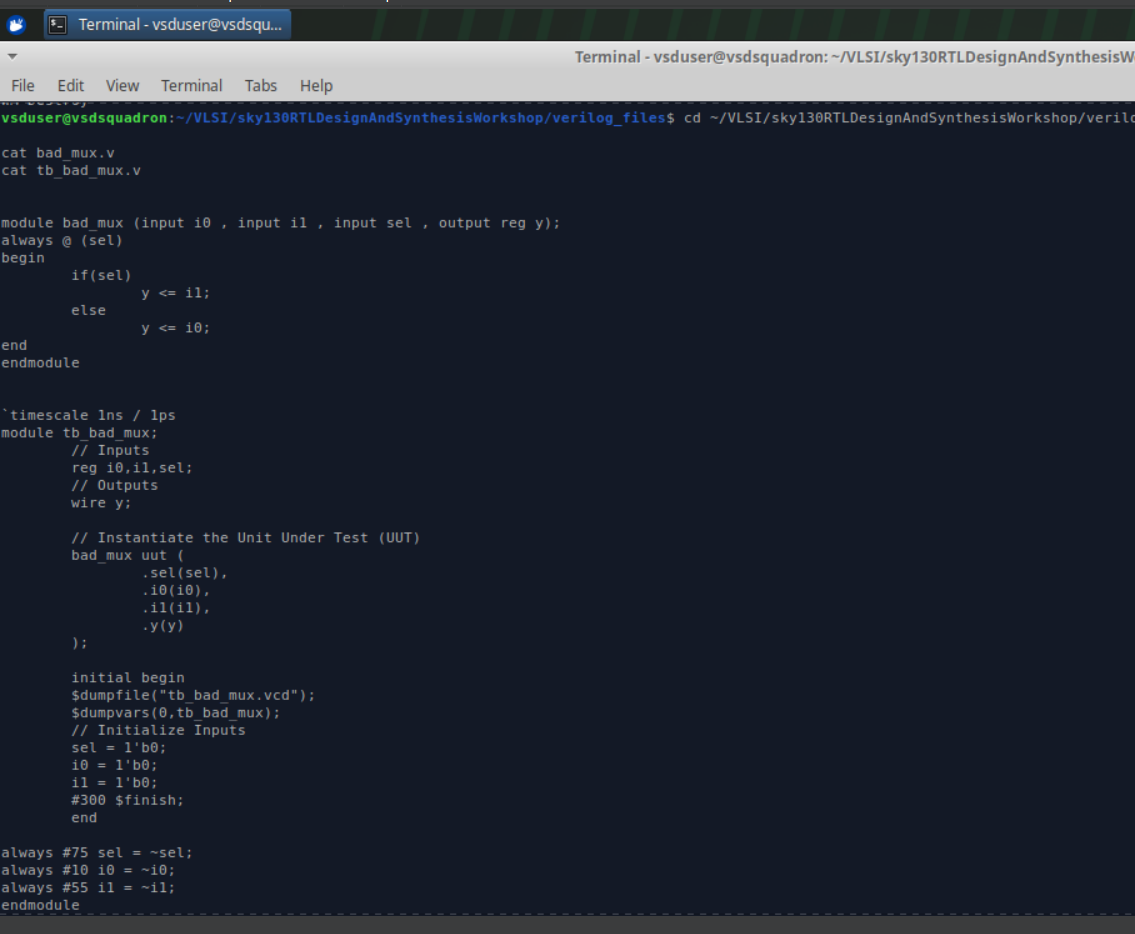 Terminal - vsduser@vsdsqu...
Terminal - vsduser@vsdsquadron: ~/VLSI/sky130RTLDesignAndSynthesisW
File Edit View Terminal Tabs Help
vsduser@vsdsquadron:~/VLSI/sky130RTLDesignAndSynthesisWorkshop/verilog_files$ cd ~/VLSI/sky130RTLDesignAndSynthesisWorkshop/veril
cat bad_mux.v
cat tb_bad_mux.v
module bad_mux (input i0 , input i1 , input sel , output reg y);
always @ (sel)
begin
if(sel)
y <= i1;
else
y <= i0;
end
endmodule
`timescale 1ns / 1ps
module tb_bad_mux;
// Inputs
reg i0,i1,sel;
// Outputs
wire y;
// Instantiate the Unit Under Test (UUT)
bad_mux uut (
.sel(sel),
.i0(i0),
.i1(i1),
.y(y)
);
initial begin
$dumpfile("tb_bad_mux.vcd");
$dumpvars(0,tb_bad_mux);
// Initialize Inputs
sel = 1'b0;
i0 = 1'b0;
i1 = 1'b0;
#300 $finish;
end
always #75 sel = ~sel;
always #10 i0 = ~i0;
always #55 i1 = ~i1;
endmodule